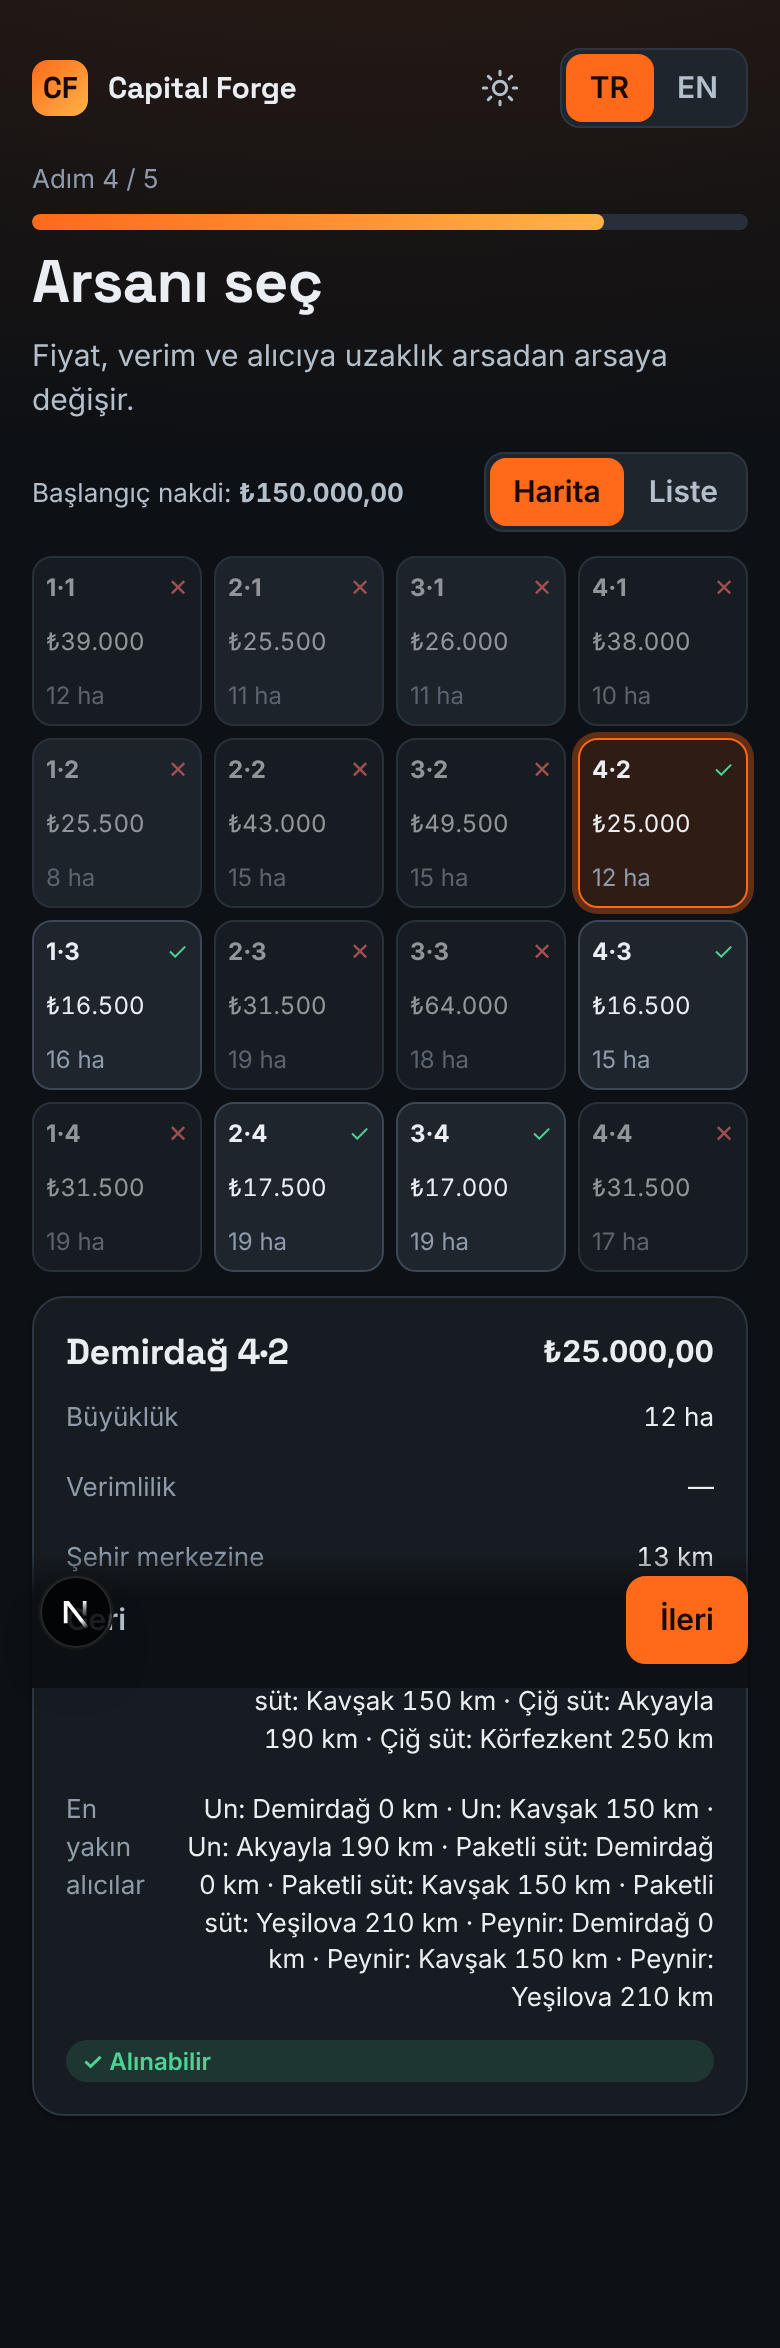 CF Capital Forge TR EN
Adım 4 / 5
Arsanı seç
Fiyat, verim ve alıcıya uzaklık arsadan arsaya
değişir.
Başlangıç nakdi: ₺150.000,00 Harita Liste
1·1 ✕ 2·1 ✕ 3·1 ✕ 4·1 ✕
₺39.000 ₺25.500 ₺26.000 ₺38.000
12 ha 11 ha 11 ha 10 ha
1·2 ✕ 2·2 ✕ 3·2 ✕ 4·2 ✓
₺25.500 ₺43.000 ₺49.500 ₺25.000
8 ha 15 ha 15 ha 12 ha
1·3 ✓ 2·3 ✕ 3·3 ✕ 4·3 ✓
₺16.500 ₺31.500 ₺64.000 ₺16.500
16 ha 19 ha 18 ha 15 ha
1·4 ✕ 2·4 ✓ 3·4 ✓ 4·4 ✕
₺31.500 ₺17.500 ₺17.000 ₺31.500
19 ha 19 ha 19 ha 17 ha
Demirdağ 4·2 ₺25.000,00
Büyüklük 12 ha
Verimlilik —
Şehir merkezine 13 km
N İleri
süt: Kavşak 150 km · Çiğ süt: Akyayla
190 km · Çiğ süt: Körfezkent 250 km
En Un: Demirdağ 0 km · Un: Kavşak 150 km ·
yakın Un: Akyayla 190 km · Paketli süt: Demirdağ
alıcılar 0 km · Paketli süt: Kavşak 150 km · Paketli
süt: Yeşilova 210 km · Peynir: Demirdağ 0
km · Peynir: Kavşak 150 km · Peynir:
Yeşilova 210 km
✓ Alınabilir